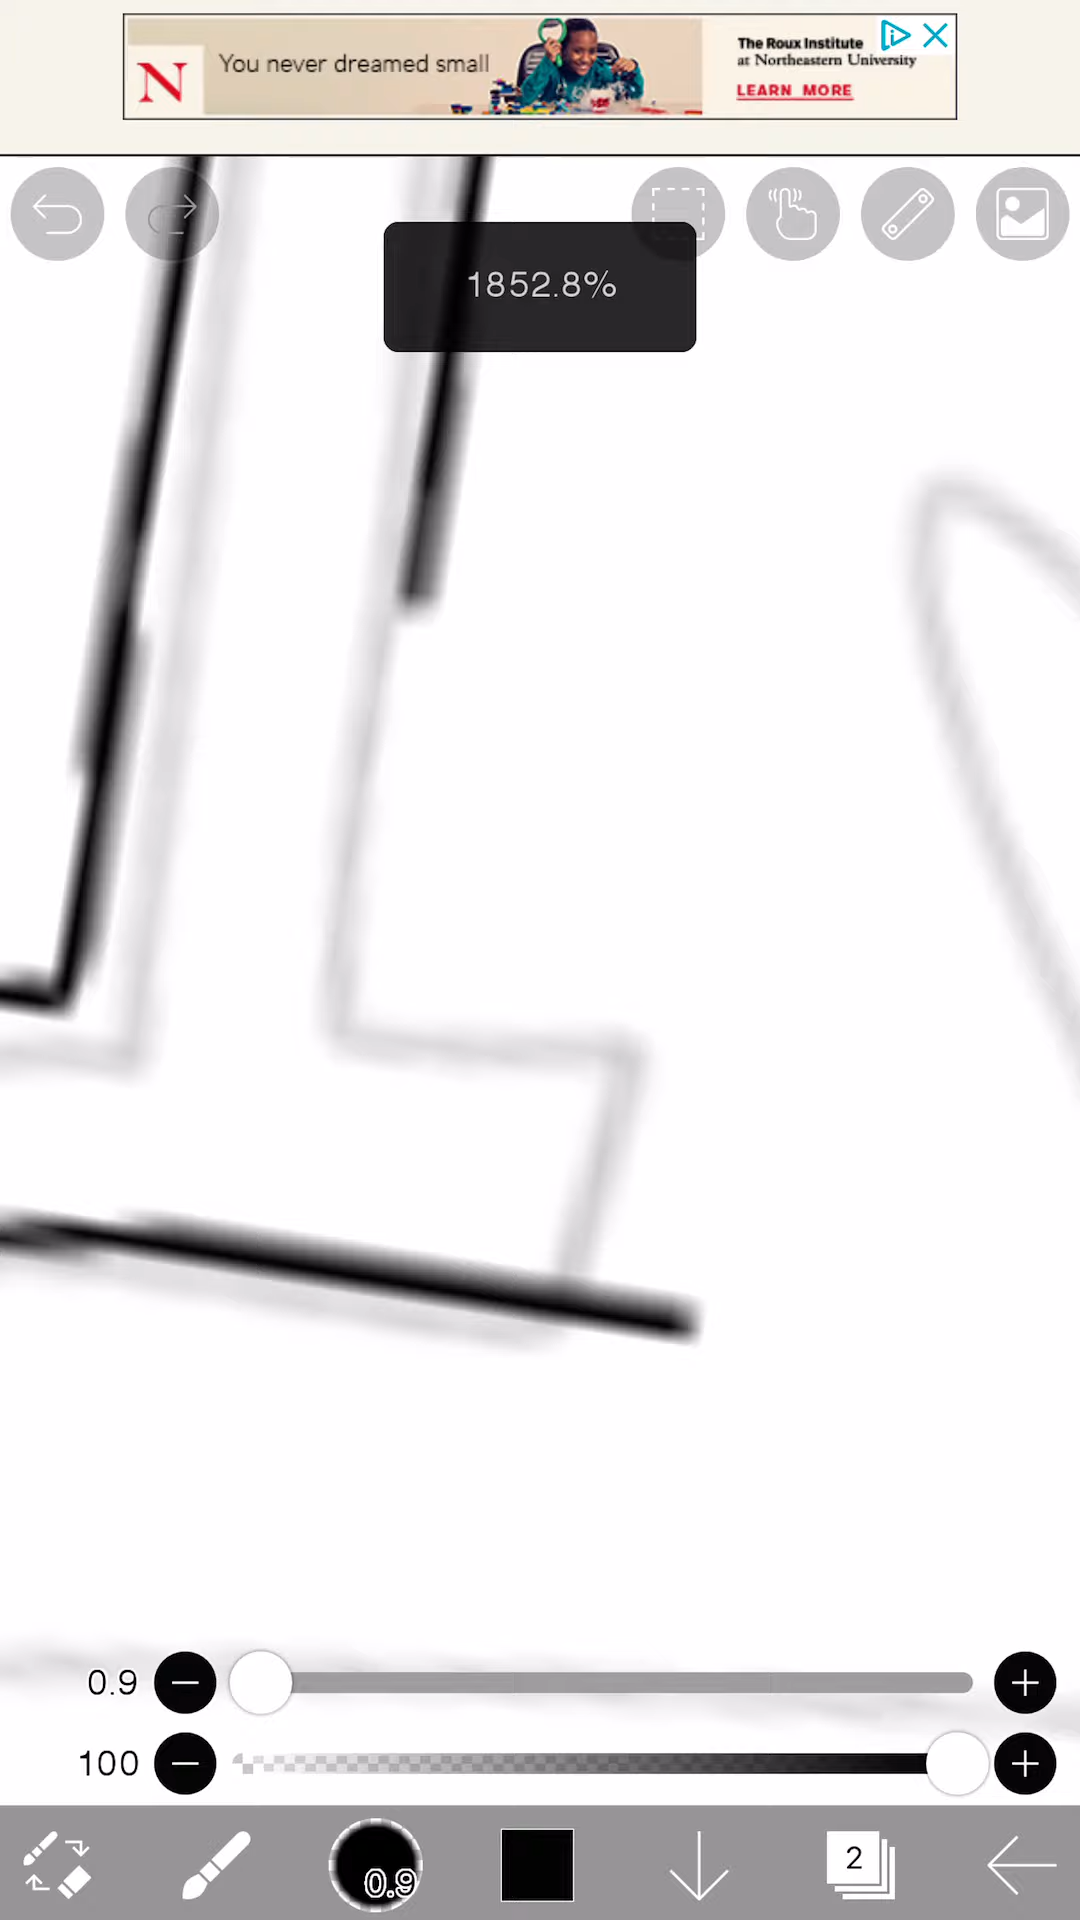 N
You never dreamed small
The Roux Institute
at Northeastern University
LEARN MORE
1852.8%
0.9
100
0.9
2